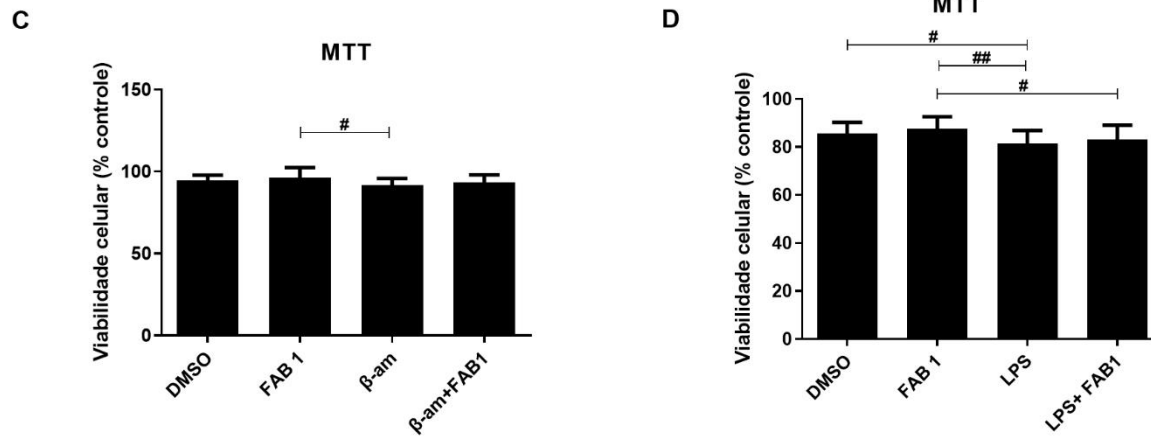 C
MTT
Viabilidade celular (% controle)
150
100
50
0
#
DMSO
FAB 1
β-am
β-am+FAB1
D
MTT
Viabilidade celular (% controle)
100
80
60
40
20
0
#
##
#
DMSO
FAB 1
LPS
LPS+ FAB1